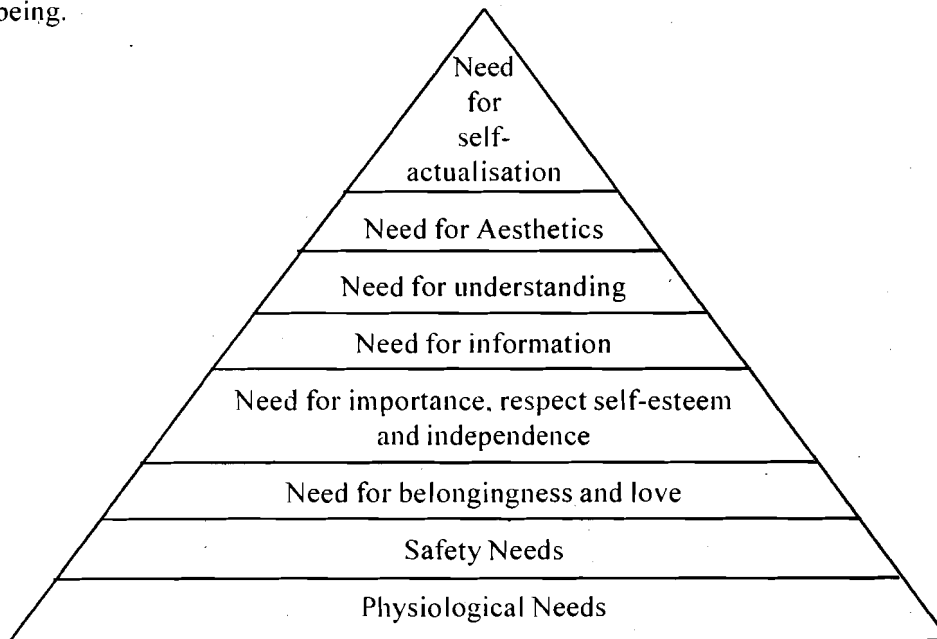 being.
Need
for
self-
actualisation
Need for Aesthetics
Need for understanding
Need for information
Need for importance, respect self-esteem
and independence
Need for belongingness and love
Safety Needs
Physiological Needs